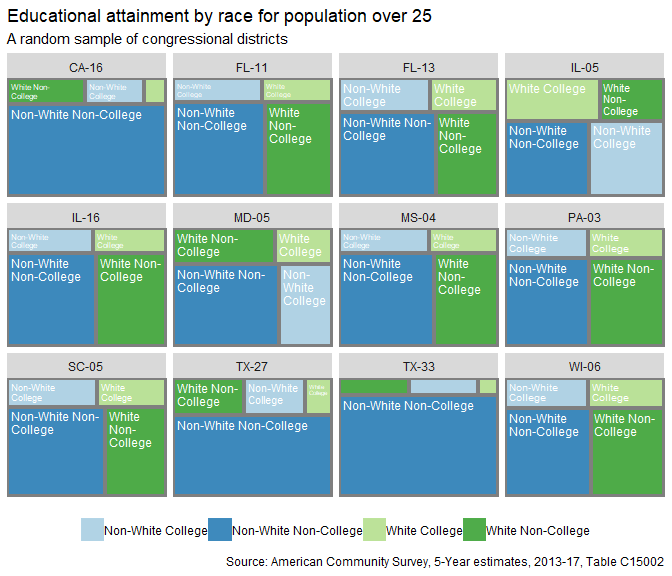 Educational attainment by race for population over 25
A random sample of congressional districts
CA-16
FL-11
FL-13
IL-05
White Non-
College
Non-White
College
Non-White Non-College
Non-White
College
White
College
Non-White
Non-College
White
Non-
College
Non-White
College
White
College
Non-White Non-
College
White
Non-
College
White College
White
Non-
College
Non-White
Non-College
Non-White
College
IL-16
MD-05
MS-04
PA-03
Non-White
College
White
College
Non-White
Non-College
White Non-
College
White Non-
College
White
College
Non-White Non-
College
Non-
White
College
Non-White
College
White
College
Non-White
Non-College
White
Non-
College
Non-White
College
White
College
Non-White
Non-College
White Non-
College
SC-05
TX-27
TX-33
WI-06
Non-White
College
White
College
Non-White Non-
College
White
Non-
College
White Non-
College
Non-White
College
White
College
Non-White Non-College
Non-White Non-College
Non-White
College
White
College
Non-White
Non-College
White Non-
College
Non-White College Non-White Non-College White College White Non-College
Source: American Community Survey, 5-Year estimates, 2013-17, Table C15002